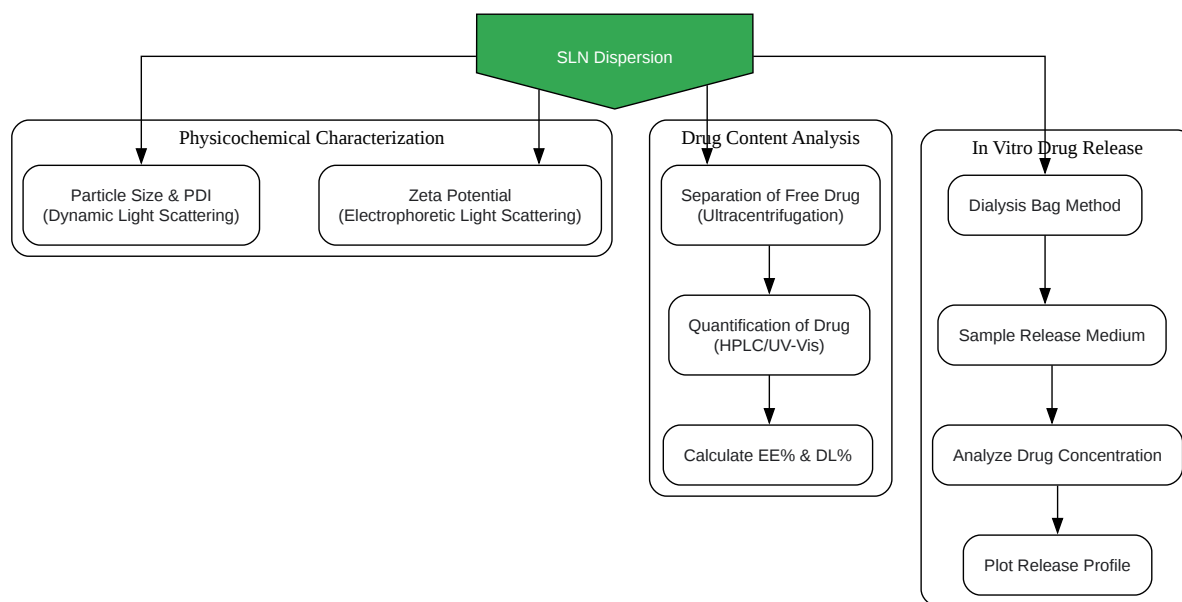 SLN Dispersion
Physicochemical Characterization
Particle Size & PDI
(Dynamic Light Scattering)
Zeta Potential
(Electrophoretic Light Scattering)
Drug Content Analysis
Separation of Free Drug
(Ultracentrifugation)
Quantification of Drug
(HPLC/UV-Vis)
Calculate EE% & DL%
In Vitro Drug Release
Dialysis Bag Method
Sample Release Medium
Analyze Drug Concentration
Plot Release Profile